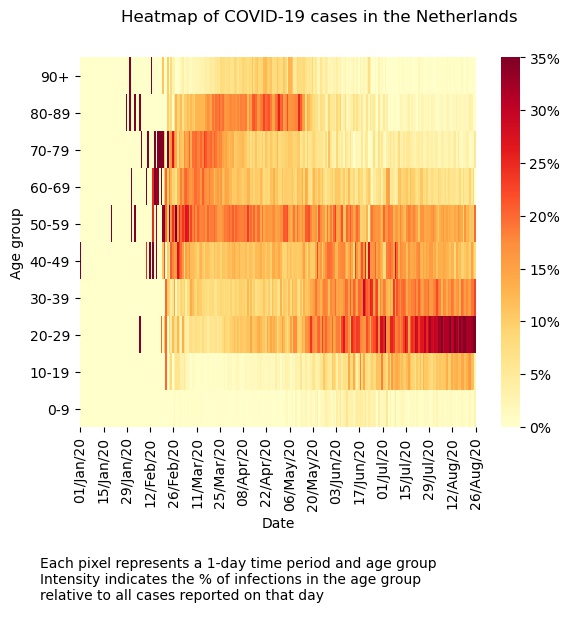 Heatmap of COVID-19 cases in the Netherlands
90+
80-89
70-79
60-69
50-59
40-49
30-39
20-29
10-19
0-9
Age group
35%
30%
25%
20%
15%
10%
5%
0%
01/Jan/20
15/Jan/20
29/Jan/20
12/Feb/20
26/Feb/20
11/Mar/20
25/Mar/20
08/Apr/20
22/Apr/20
06/May/20
20/May/20
03/Jun/20
17/Jun/20
01/Jul/20
15/Jul/20
29/Jul/20
12/Aug/20
26/Aug/20
Date
Each pixel represents a 1-day time period and age group
Intensity indicates the % of infections in the age group
relative to all cases reported on that day